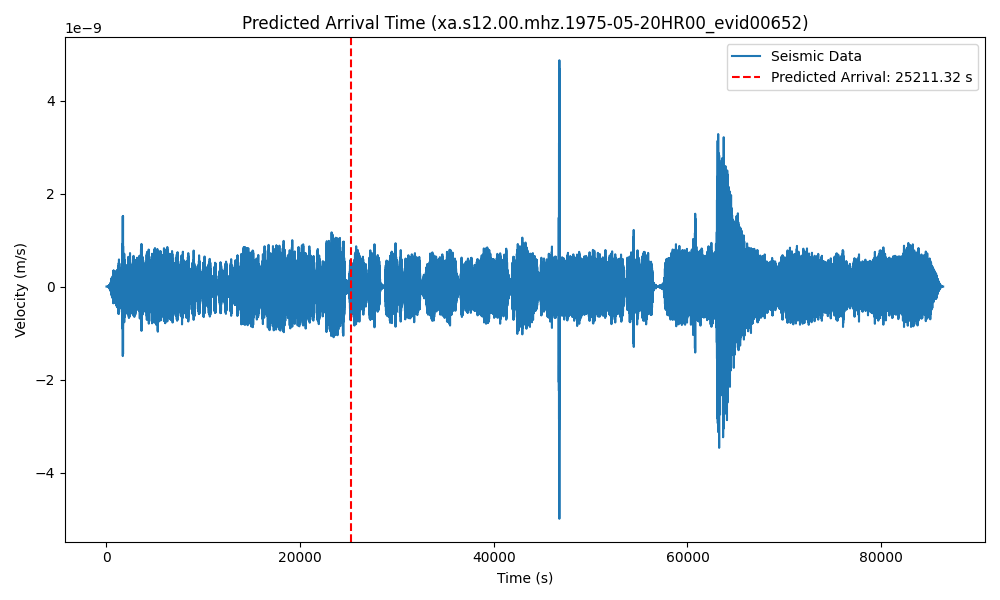 Predicted Arrival Time (xa.s12.00.mhz.1975-05-20HR00_evid00652)
1e−9
Seismic Data
Predicted Arrival: 25211.32 s
4
2
0
−2
−4
Velocity (m/s)
0 20000 40000 60000 80000
Time (s)